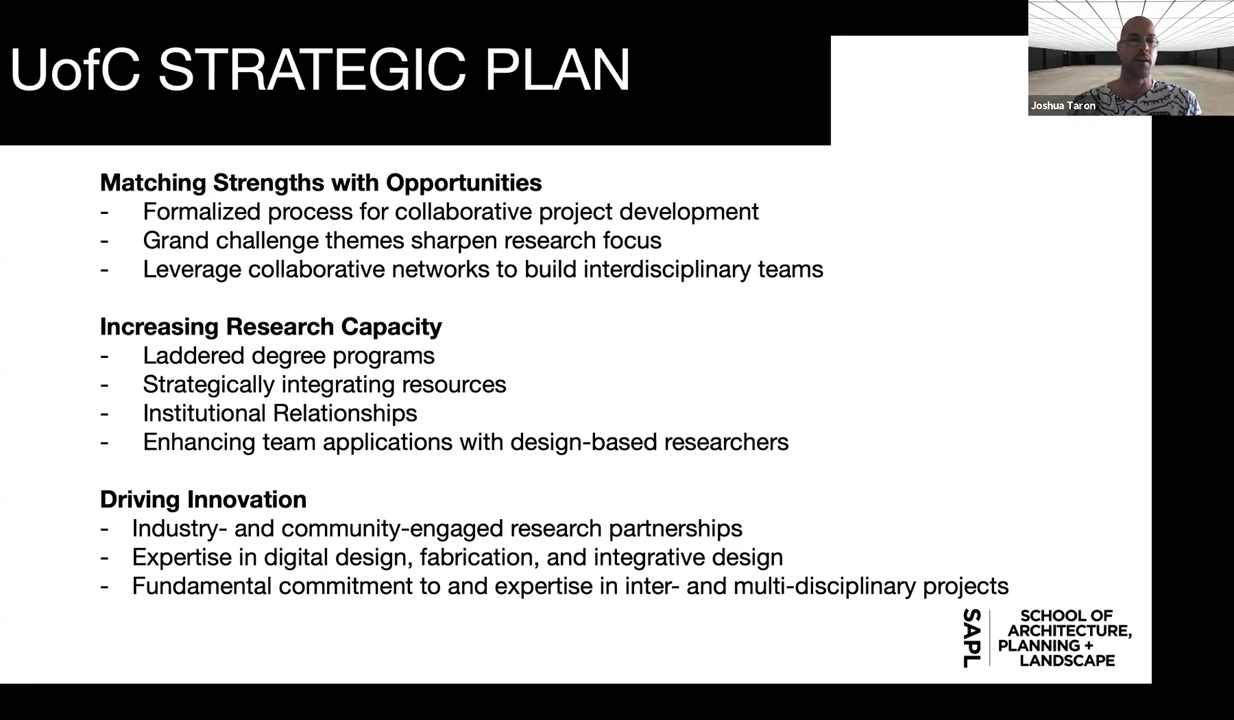 UofC STRATEGIC PLAN
Joshua Taron
Matching Strengths with Opportunities
- Formalized process for collaborative project development
- Grand challenge themes sharpen research focus
- Leverage collaborative networks to build interdisciplinary teams
Increasing Research Capacity
- Laddered degree programs
- Strategically integrating resources
- Institutional Relationships
- Enhancing team applications with design-based researchers
Driving Innovation
- Industry- and community-engaged research partnerships
- Expertise in digital design, fabrication, and integrative design
- Fundamental commitment to and expertise in inter- and multi-disciplinary projects
SAPL
SCHOOL OF
ARCHITECTURE,
PLANNING +
LANDSCAPE